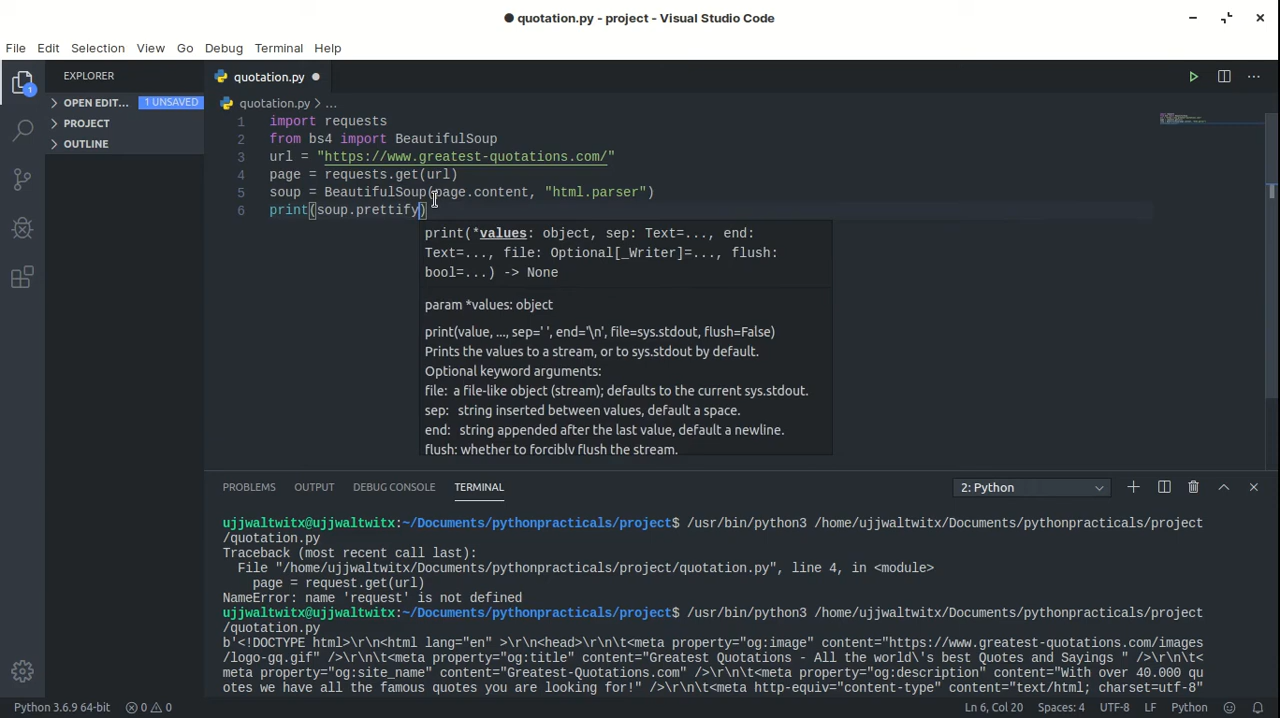 ● quotation.py - project - Visual Studio Code
File Edit Selection View Go Debug Terminal Help
EXPLORER
quotation.py ●
1
OPEN EDIT... 1 UNSAVED
PROJECT
OUTLINE
quotation.py > ...
1 import requests
2 from bs4 import BeautifulSoup
3 url = "https://www.greatest-quotations.com/"
4 page = requests.get(url)
5 soup = BeautifulSoup(page.content, "html.parser")
6 print(soup.prettify)
print(*values: object, sep: Text=..., end:
Text=..., file: Optional[_Writer]=..., flush:
bool=...) -> None
param *values: object
print(value, ..., sep=' ', end='\n', file=sys.stdout, flush=False)
Prints the values to a stream, or to sys.stdout by default.
Optional keyword arguments:
file: a file-like object (stream); defaults to the current sys.stdout.
sep: string inserted between values, default a space.
end: string appended after the last value, default a newline.
flush: whether to forcibly flush the stream.
PROBLEMS OUTPUT DEBUG CONSOLE TERMINAL 2: Python
ujjwaltwitx@ujjwaltwitx:~/Documents/pythonpracticals/project$ /usr/bin/python3 /home/ujjwaltwitx/Documents/pythonpracticals/project
/quotation.py
Traceback (most recent call last):
File "/home/ujjwaltwitx/Documents/pythonpracticals/project/quotation.py", line 4, in <module>
page = request.get(url)
NameError: name 'request' is not defined
ujjwaltwitx@ujjwaltwitx:~/Documents/pythonpracticals/project$ /usr/bin/python3 /home/ujjwaltwitx/Documents/pythonpracticals/project
/quotation.py
b'<!DOCTYPE html>\r\n<html lang="en" >\r\n<head>\r\n\t<meta property="og:image" content="https://www.greatest-quotations.com/images
/logo-gq.gif" />\r\n\t<meta property="og:title" content="Greatest Quotations - All the world\'s best Quotes and Sayings " />\r\n\t<
meta property="og:site_name" content="Greatest-Quotations.com" />\r\n\t<meta property="og:description" content="With over 40.000 qu
otes we have all the famous quotes you are looking for!" />\r\n\t<meta http-equiv="content-type" content="text/html; charset=utf-8"
Python 3.6.9 64-bit 0 0 Ln 6, Col 20 Spaces: 4 UTF-8 LF Python